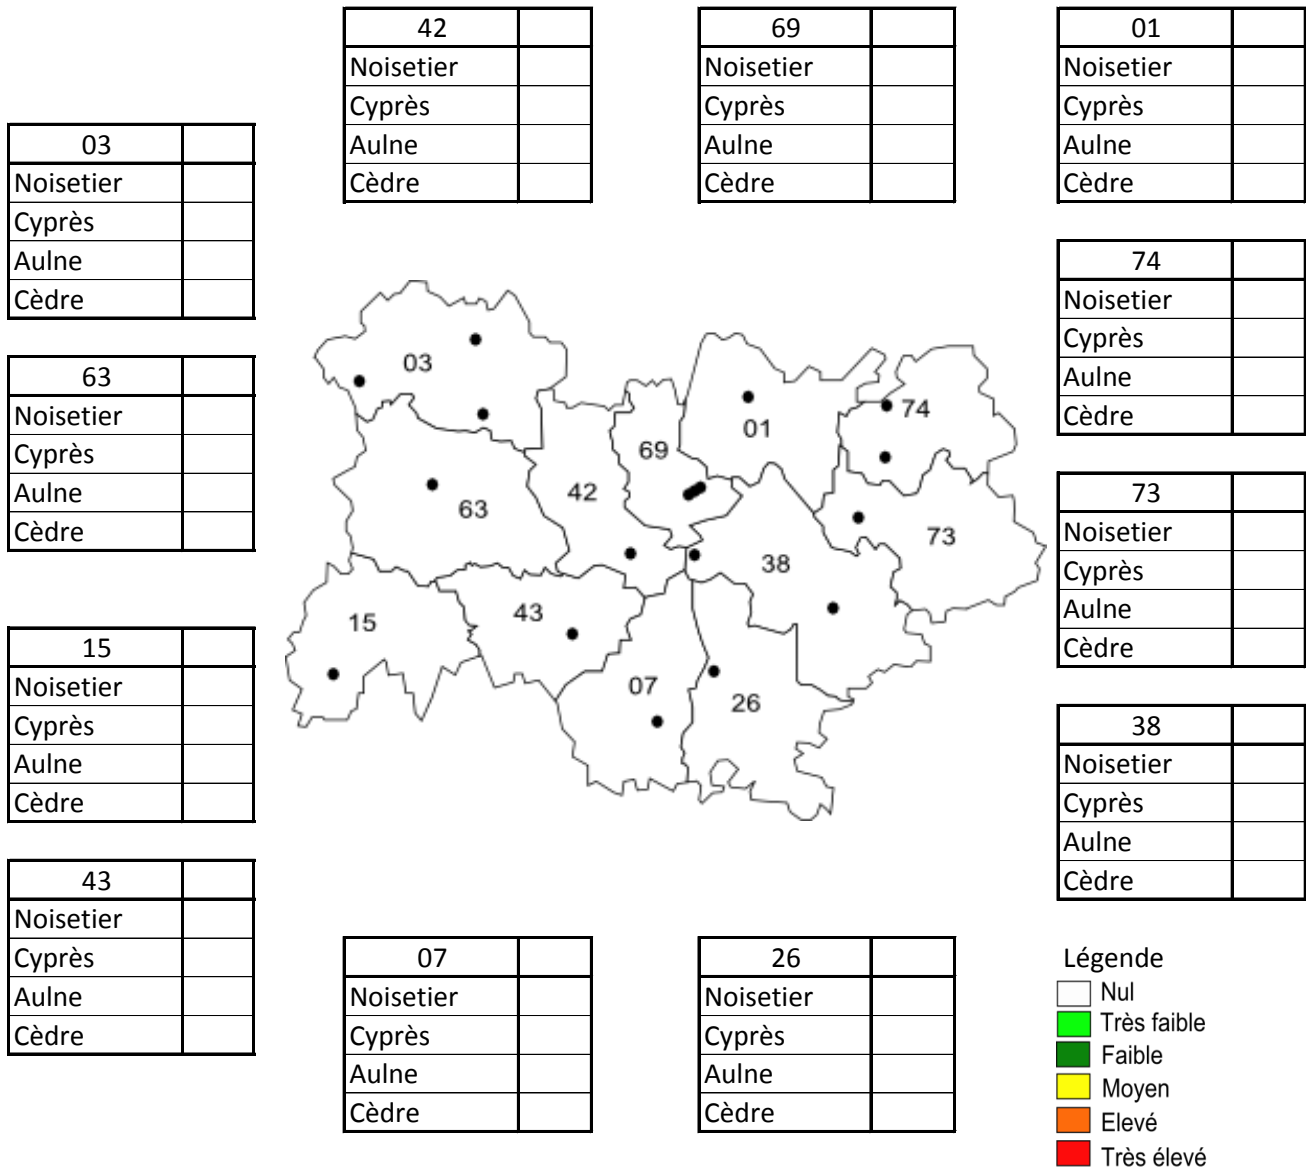 42
Noisetier
Cyprès
Aulne
Cèdre
69
Noisetier
Cyprès
Aulne
Cèdre
01
Noisetier
Cyprès
Aulne
Cèdre
03
Noisetier
Cyprès
Aulne
Cèdre
74
Noisetier
Cyprès
Aulne
Cèdre
63
Noisetier
Cyprès
Aulne
Cèdre
03
01
74
69
42
63
73
38
15
43
07
26
73
Noisetier
Cyprès
Aulne
Cèdre
15
Noisetier
Cyprès
Aulne
Cèdre
38
Noisetier
Cyprès
Aulne
Cèdre
43
Noisetier
Cyprès
Aulne
Cèdre
07
Noisetier
Cyprès
Aulne
Cèdre
26
Noisetier
Cyprès
Aulne
Cèdre
Légende
Nul
Très faible
Faible
Moyen
Elevé
Très élevé